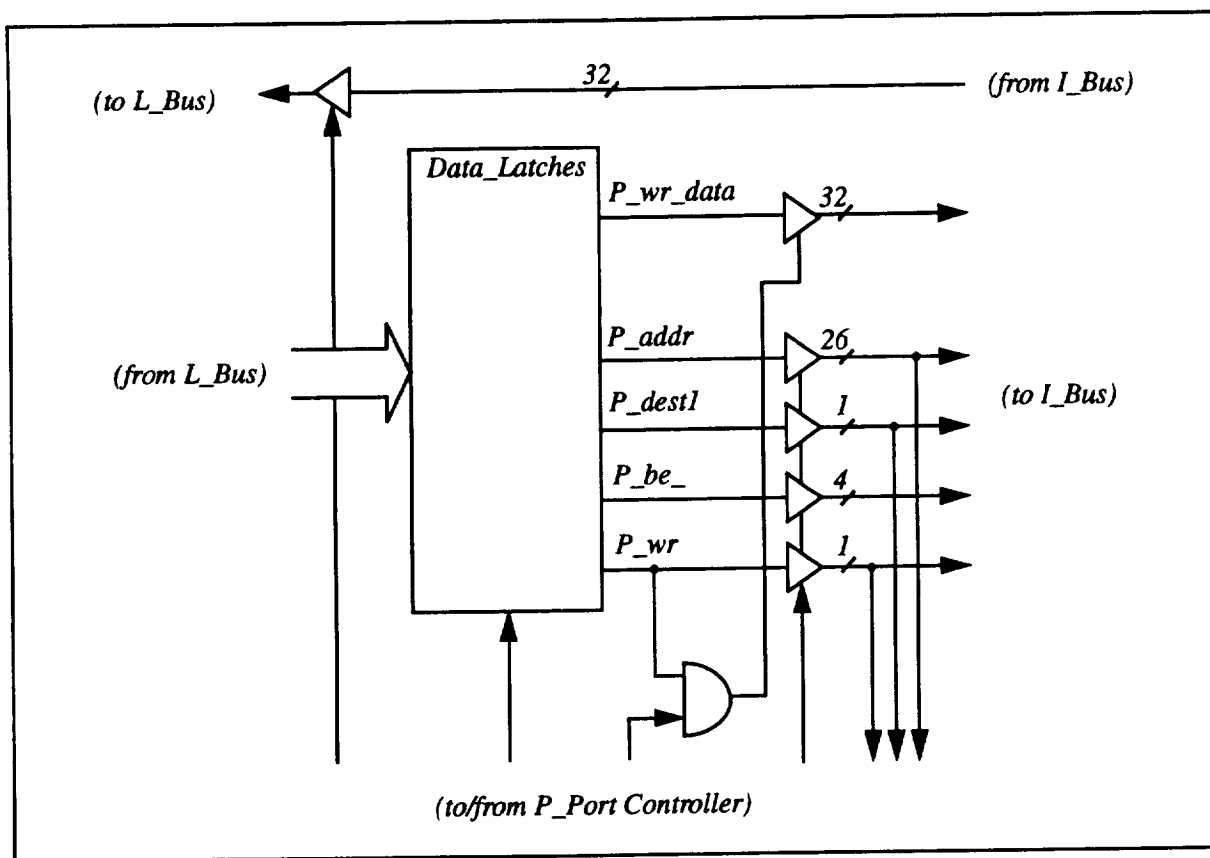 32
(to L_Bus)
(from I_Bus)
Data_Latches
P_wr_data
32
P_addr
26
(from L_Bus)
P_dest1
1
(to I_Bus)
P_be_
4
P_wr
1
(to/from P_Port Controller)